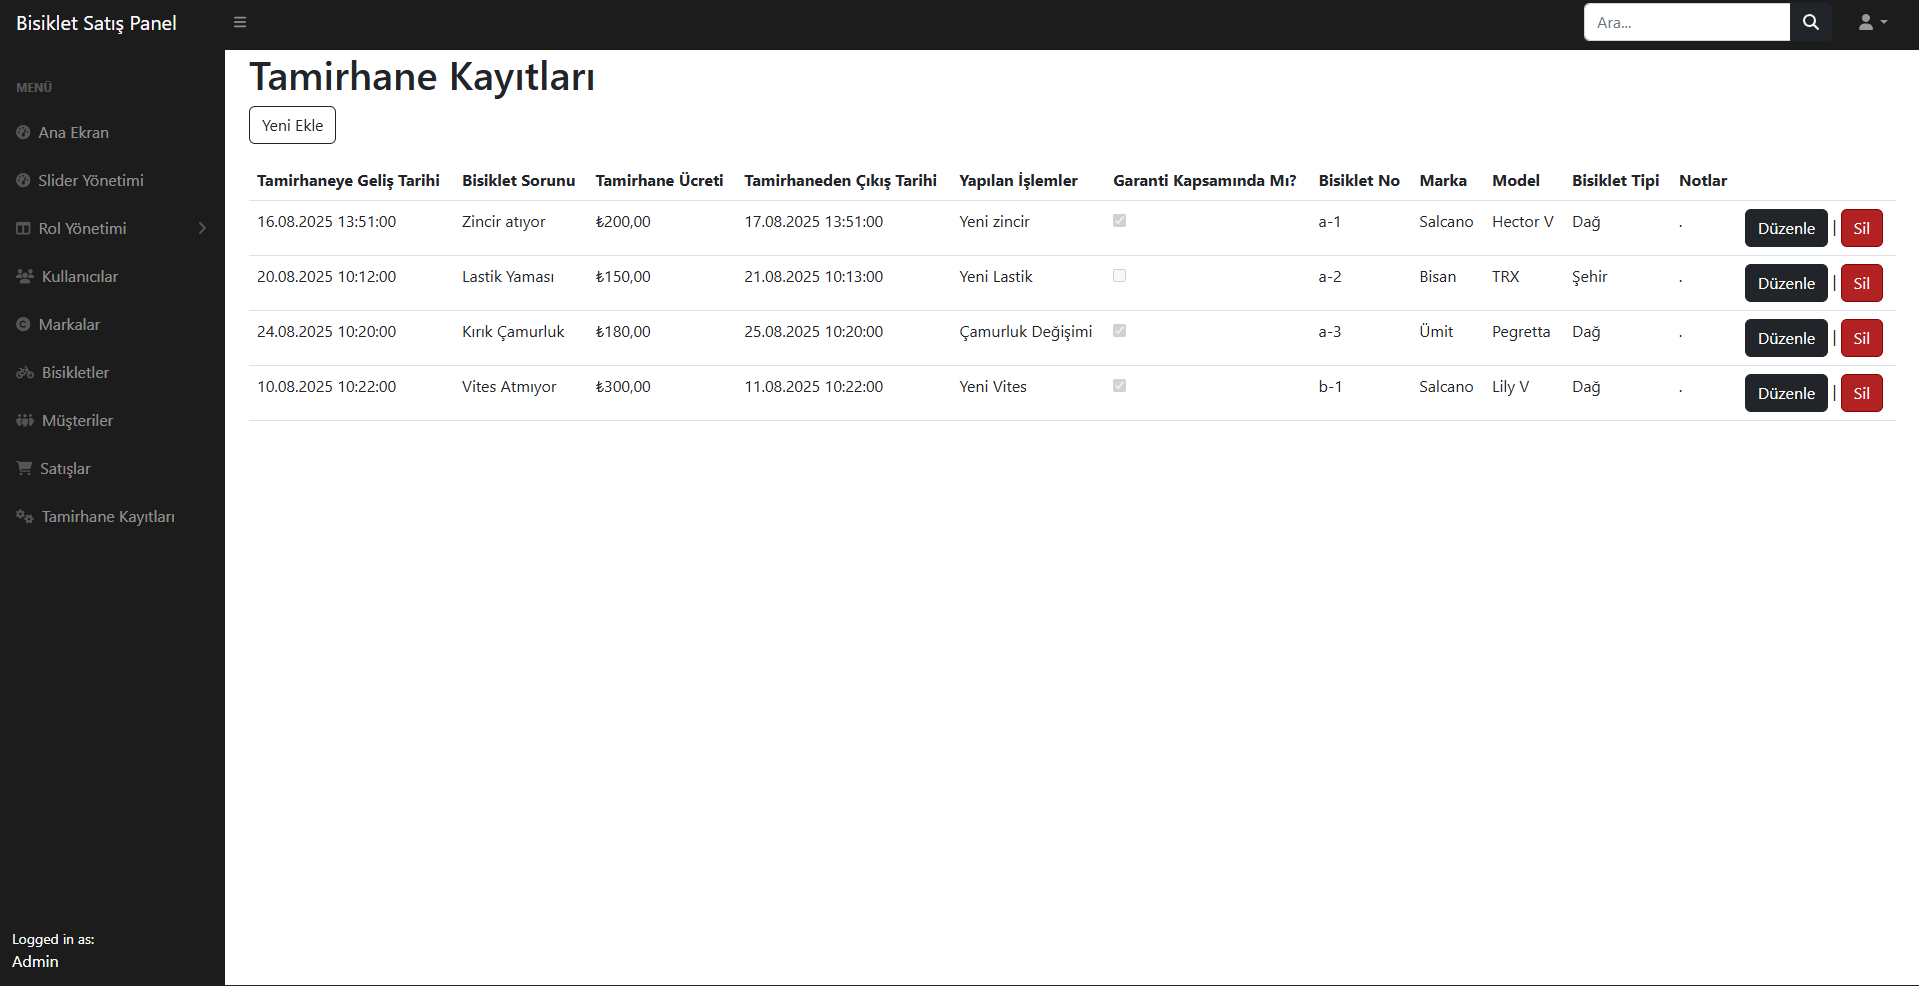 Bisiklet Satış Panel
Ara...
MENÜ
Ana Ekran
Slider Yönetimi
Rol Yönetimi
Kullanıcılar
Markalar
Bisikletler
Müşteriler
Satışlar
Tamirhane Kayıtları
Logged in as:
Admin
Tamirhane Kayıtları
Yeni Ekle
Tamirhaneye Geliş Tarihi Bisiklet Sorunu Tamirhane Ücreti Tamirhaneden Çıkış Tarihi Yapılan İşlemler Garanti Kapsamında Mı? Bisiklet No Marka Model Bisiklet Tipi Notlar
16.08.2025 13:51:00 Zincir atıyor ₺200,00 17.08.2025 13:51:00 Yeni zincir a-1 Salcano Hector V Dağ . Düzenle | Sil
20.08.2025 10:12:00 Lastik Yaması ₺150,00 21.08.2025 10:13:00 Yeni Lastik a-2 Bisan TRX Şehir . Düzenle | Sil
24.08.2025 10:20:00 Kırık Çamurluk ₺180,00 25.08.2025 10:20:00 Çamurluk Değişimi a-3 Ümit Pegretta Dağ . Düzenle | Sil
10.08.2025 10:22:00 Vites Atmıyor ₺300,00 11.08.2025 10:22:00 Yeni Vites b-1 Salcano Lily V Dağ . Düzenle | Sil